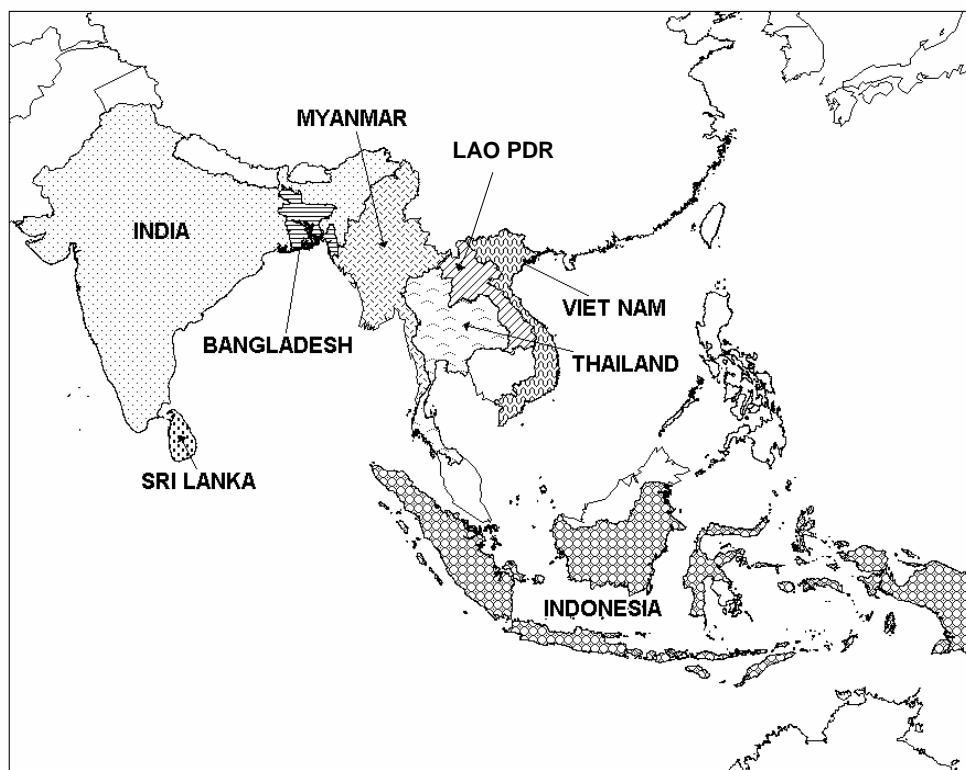 MYANMAR
LAO PDR
INDIA
VIET NAM
BANGLADESH
THAILAND
SRI LANKA
INDONESIA